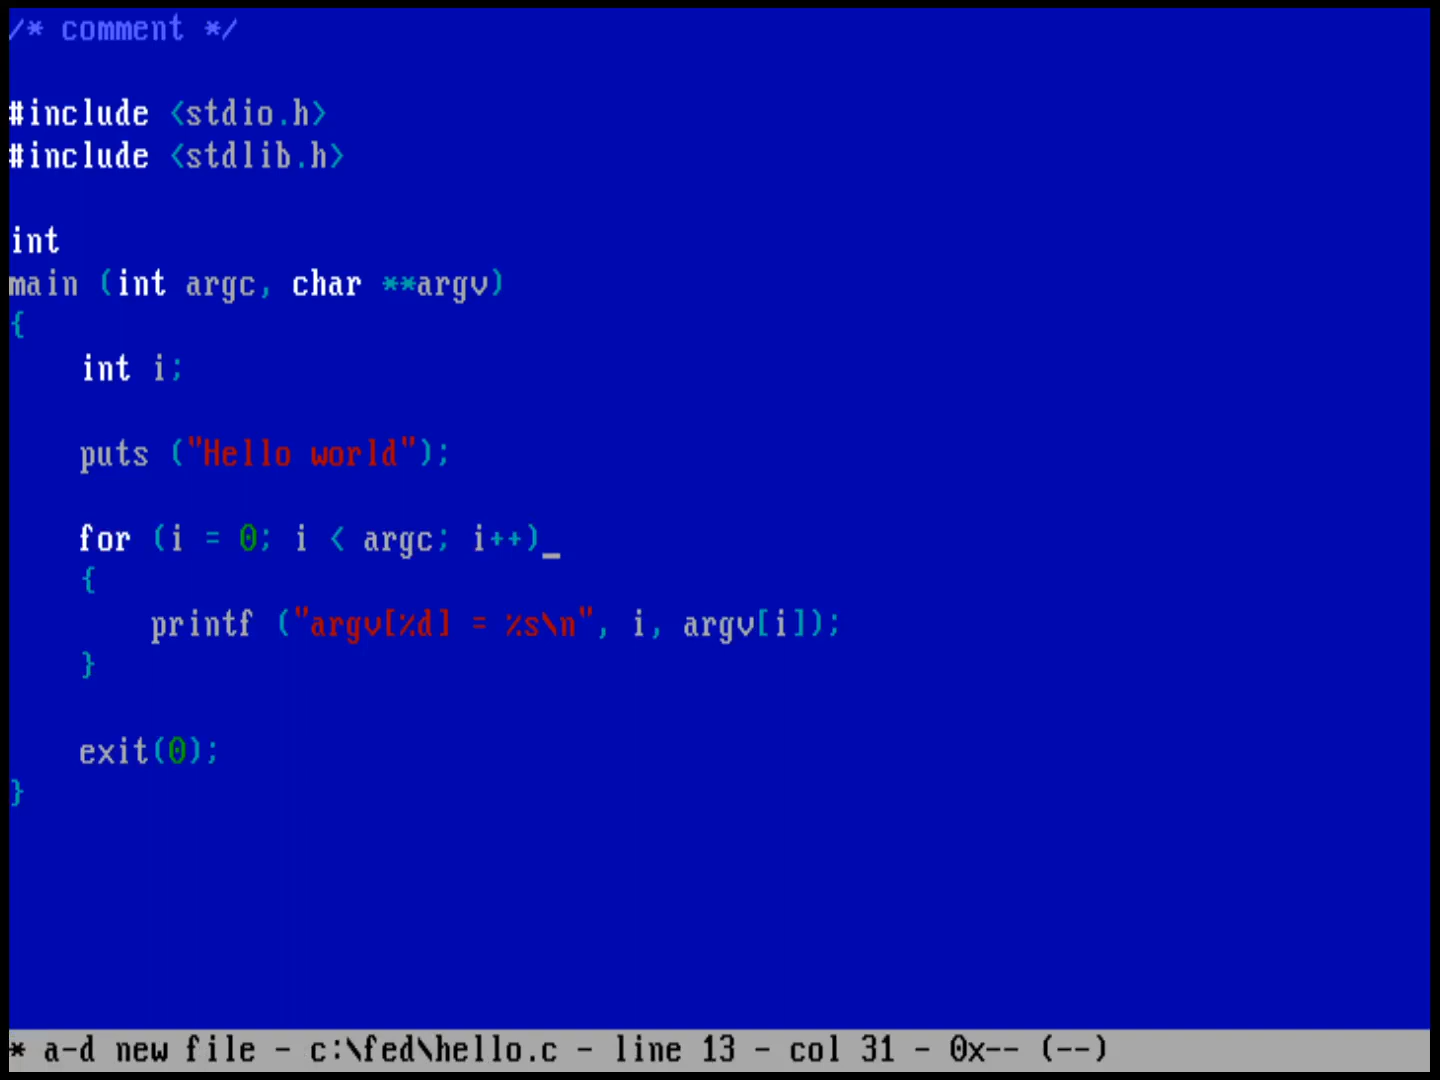 /* comment */
#include <stdio.h>
#include <stdlib.h>
int
main (int argc, char **argv)
{
    int i;
    puts ("Hello world");
    for (i = 0; i < argc; i++)_
    {
        printf ("argv[%d] = %s\n", i, argv[i]);
    }
    exit(0);
}
* a-d new file - c:\fed\hello.c - line 13 - col 31 - 0x-- (--)